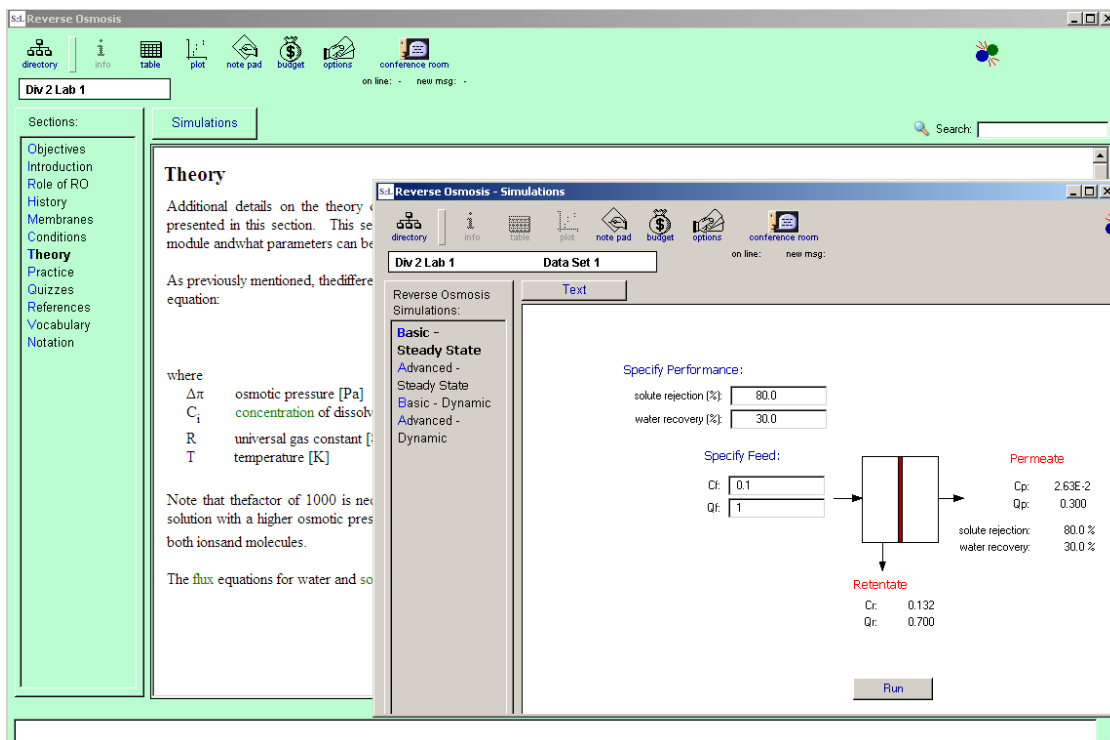 S:L Reverse Osmosis
directory info table plot note pad budget options conference room
on line: - new msg: -
Div 2 Lab 1
Sections:
Objectives
Introduction
Role of RO
History
Membranes
Conditions
Theory
Practice
Quizzes
References
Vocabulary
Notation
Simulations
Search:
Theory
Additional details on the theory
presented in this section. This se
module andwhat parameters can be
As previously mentioned, thediffere
equation:
where
Δπ osmotic pressure [Pa]
Ci concentration of dissolv
R universal gas constant [
T temperature [K]
Note that thefactor of 1000 is nec
solution with a higher osmotic pres
both ionsand molecules.
The flux equations for water and so
S:L Reverse Osmosis - Simulations
directory info table plot note pad budget options conference room
on line: new msg:
Div 2 Lab 1 Data Set 1
Reverse Osmosis
Simulations:
Basic -
Steady State
Advanced -
Steady State
Basic - Dynamic
Advanced -
Dynamic
Text
Specify Performance:
solute rejection (%): 80.0
water recovery (%): 30.0
Specify Feed:
Cf: 0.1
Qf: 1
Permeate
Cp: 2.63E-2
Qp: 0.300
solute rejection: 80.0 %
water recovery: 30.0 %
Retentate
Cr: 0.132
Qr: 0.700
Run